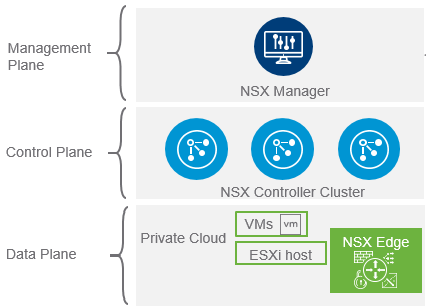 Management
Plane
NSX Manager
Control Plane
NSX Controller Cluster
Data Plane
Private Cloud
VMs vm
ESXi host
NSX Edge